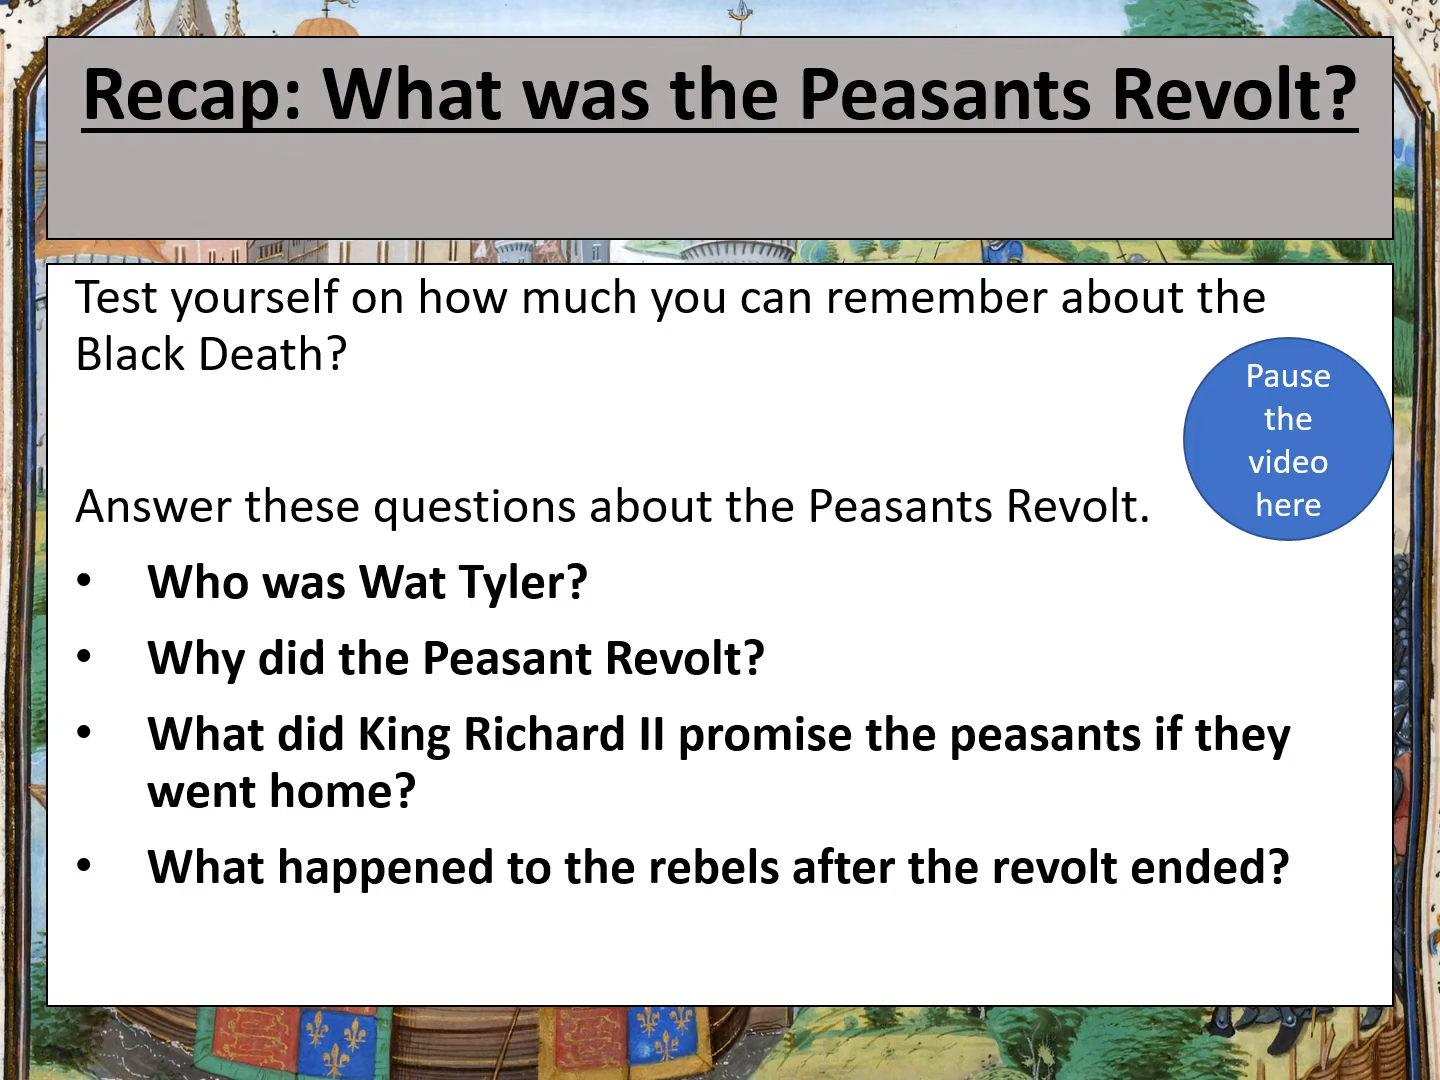 Recap: What was the Peasants Revolt?
Test yourself on how much you can remember about the
Black Death?
Pause
the
video
here
Answer these questions about the Peasants Revolt.
• Who was Wat Tyler?
• Why did the Peasant Revolt?
• What did King Richard II promise the peasants if they
went home?
• What happened to the rebels after the revolt ended?